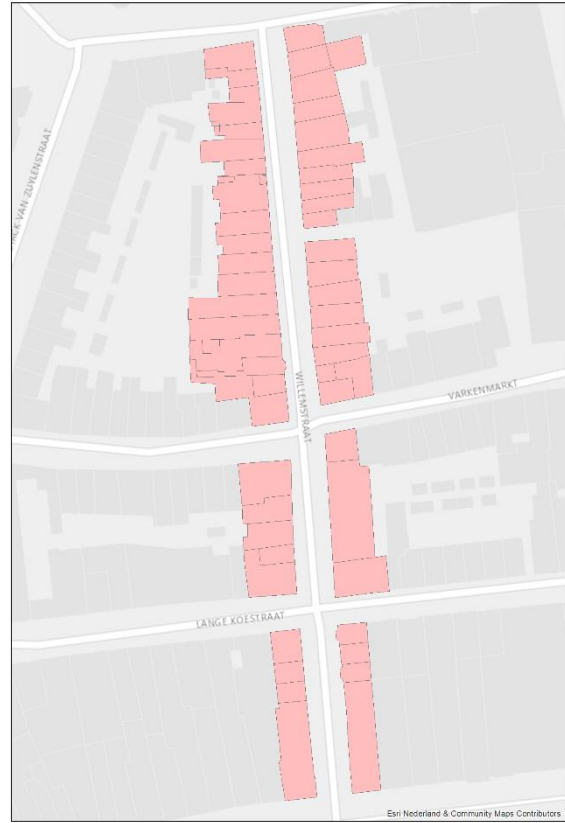 VAN ZUYLENSTRAAT
WILLEMSTRAAT
VARKENMARKT
LANGE KOESTRAAT
Esri Nederland & Community Maps Contributors